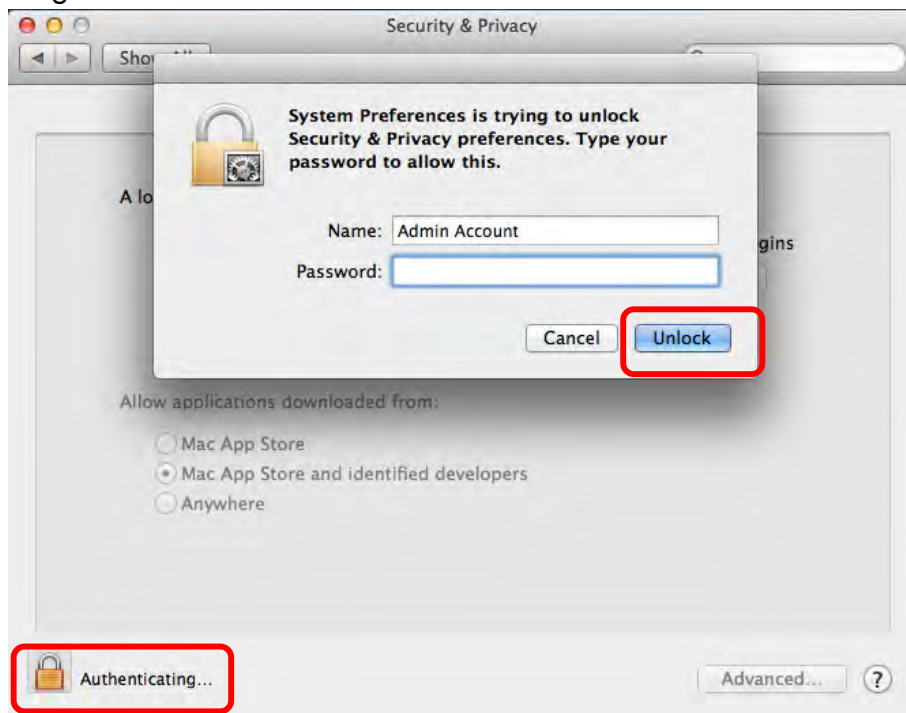 Security & Privacy
Show All
System Preferences is trying to unlock
Security & Privacy preferences. Type your
password to allow this.
A lo
Name: Admin Account
gins
Password:
Cancel Unlock
Allow applications downloaded from:
Mac App Store
Mac App Store and identified developers
Anywhere
Authenticating...
Advanced... ?